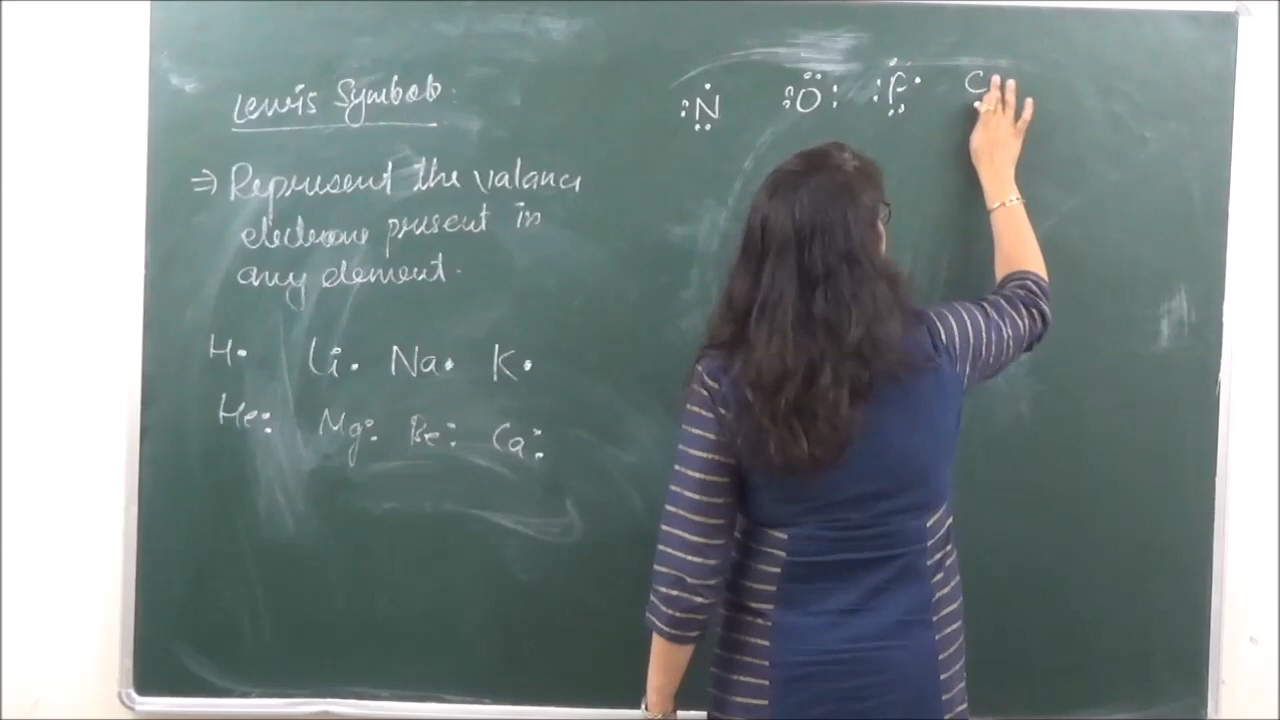 Lewis Symbols.
⇒ Represent the valance
electrons present in
any element.
H· Li· Na· K·
He: Mg: Be: Ca:
N O F C